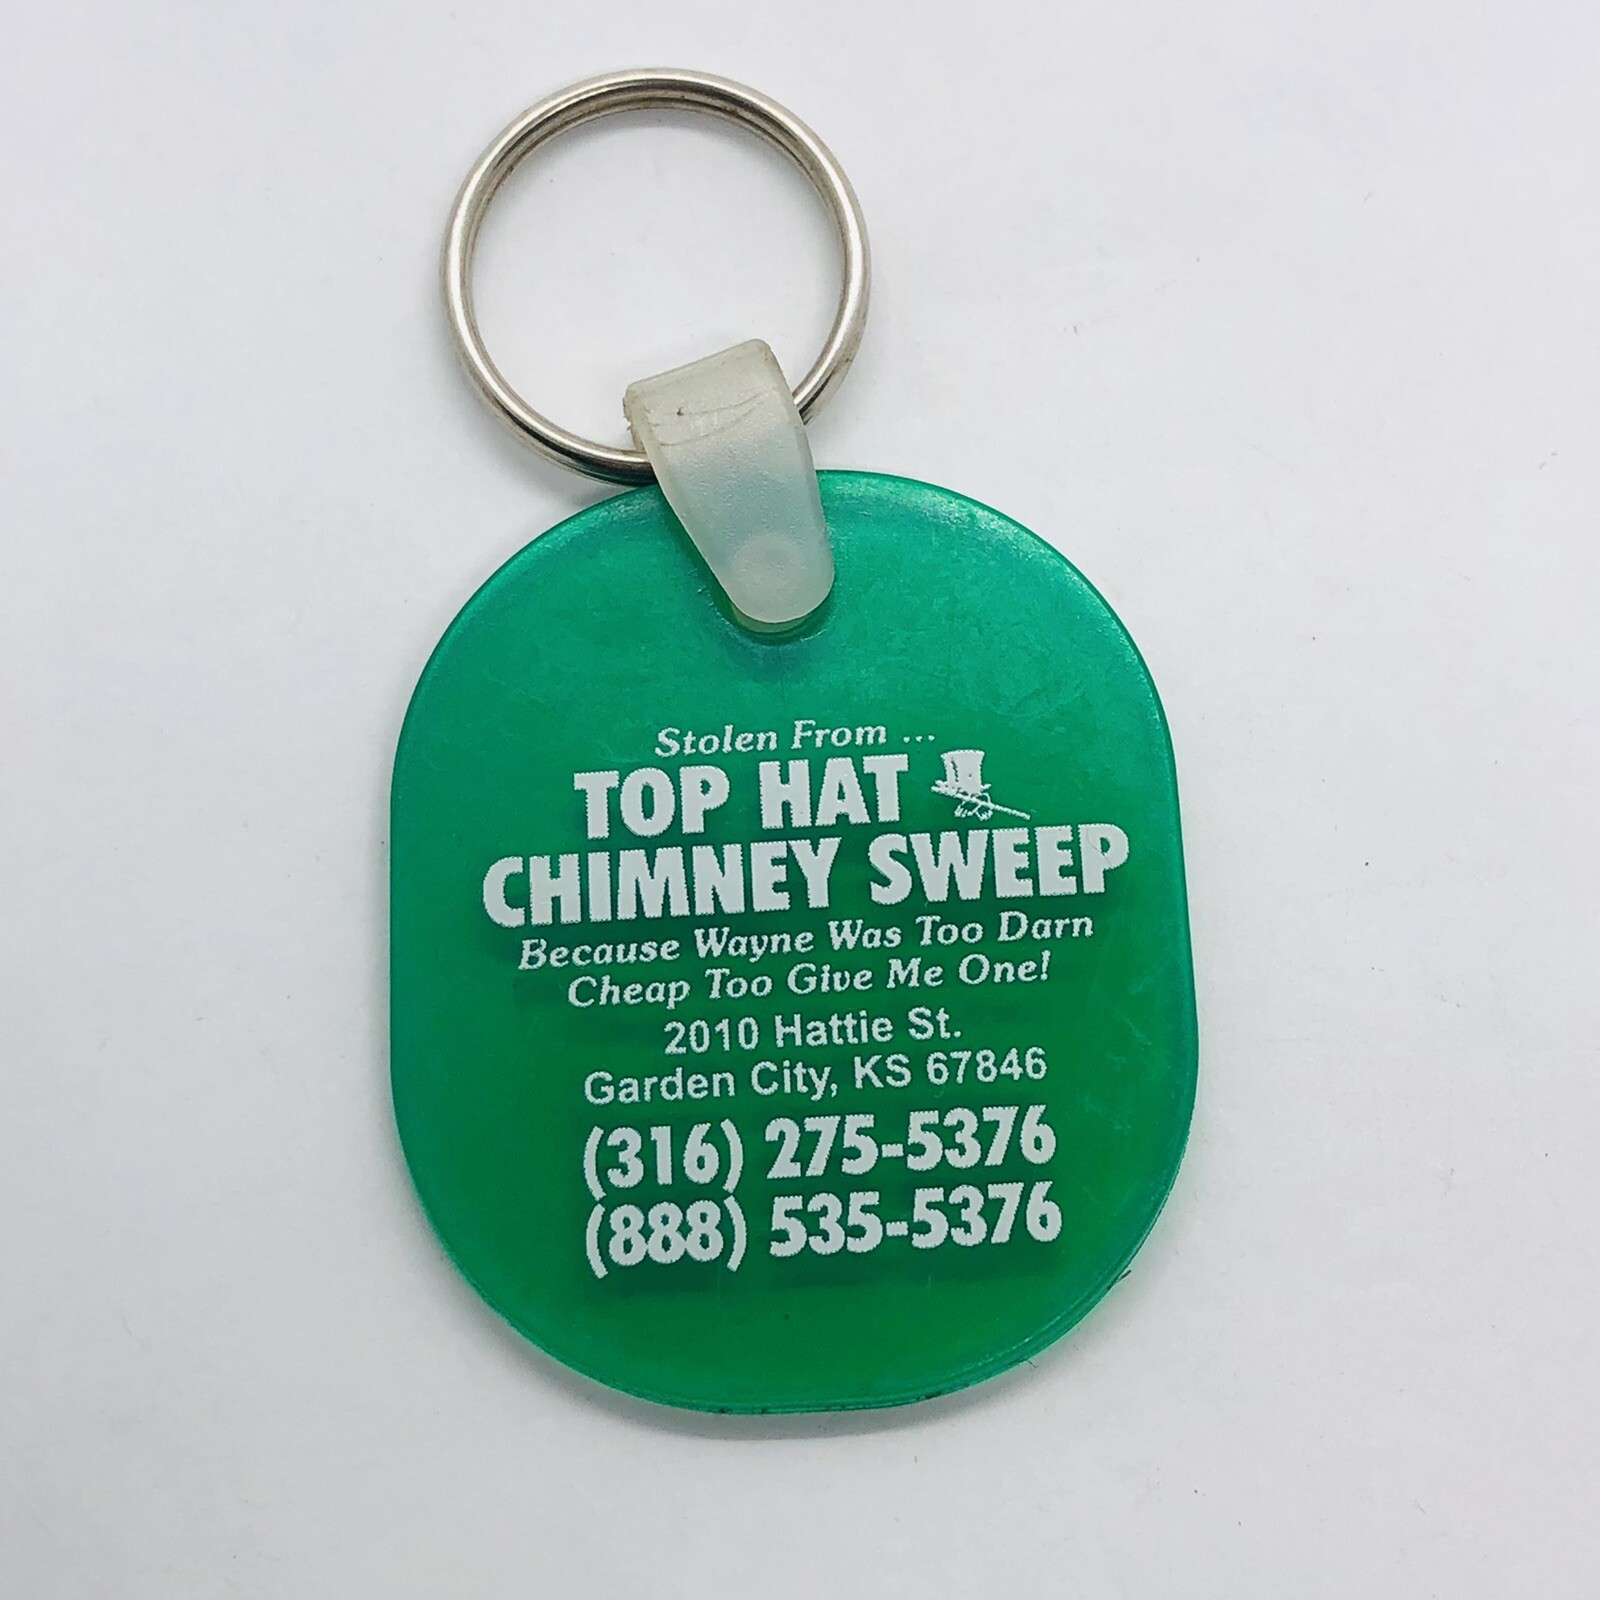 Stolen From ...
TOP HAT
CHIMNEY SWEEP
Because Wayne Was Too Darn
Cheap Too Give Me One!
2010 Hattie St.
Garden City, KS 67846
(316) 275-5376
(888) 535-5376